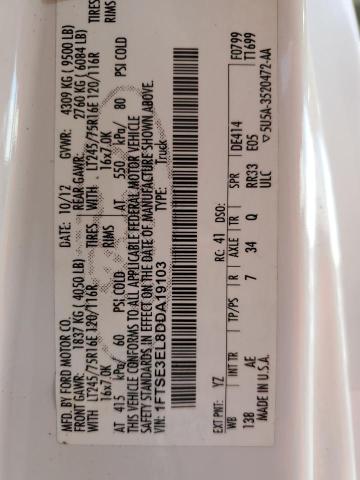 MFD. BY FORD MOTOR CO.
10/12
GVWR: 4309 KG ( 9500 LB)
FRONT GAWR: 1837 KG ( 4050 LB)
REAR GAWR: 2760 KG ( 6084 LB)
LT245/75R16E 120/116R TIRES
LT245/75R16E 120/116R TIRES
16x7.0K RIMS
16x7.0K RIMS
AT 415 kPa/ 60 PSI COLD
AT 550 kPa/ 80 PSI COLD
THIS VEHICLE CONFORMS TO ALL APPLICABLE FEDERAL MOTOR VEHICLE
SAFETY STANDARDS IN EFFECT ON THE DATE OF MANUFACTURE SHOWN ABOVE.
VIN: 1FTSE3EL8DDA19103
TYPE: Truck
EXT PNT: YZ RC: 41 DSO: F0799
WB INT TR TP/PS R AXLE TR SPR DE414 T1699
138 AE 7 34 Q RR33 E05
MADE IN U.S.A. ULC 5U5A-3520472-AA